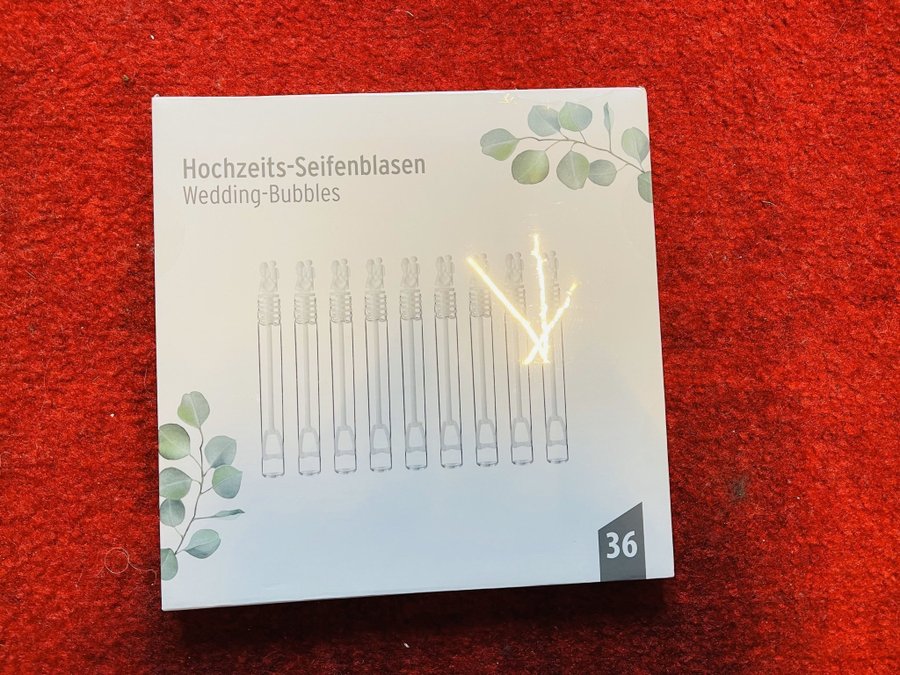 Hochzeits-Seifenblasen
Wedding-Bubbles
36